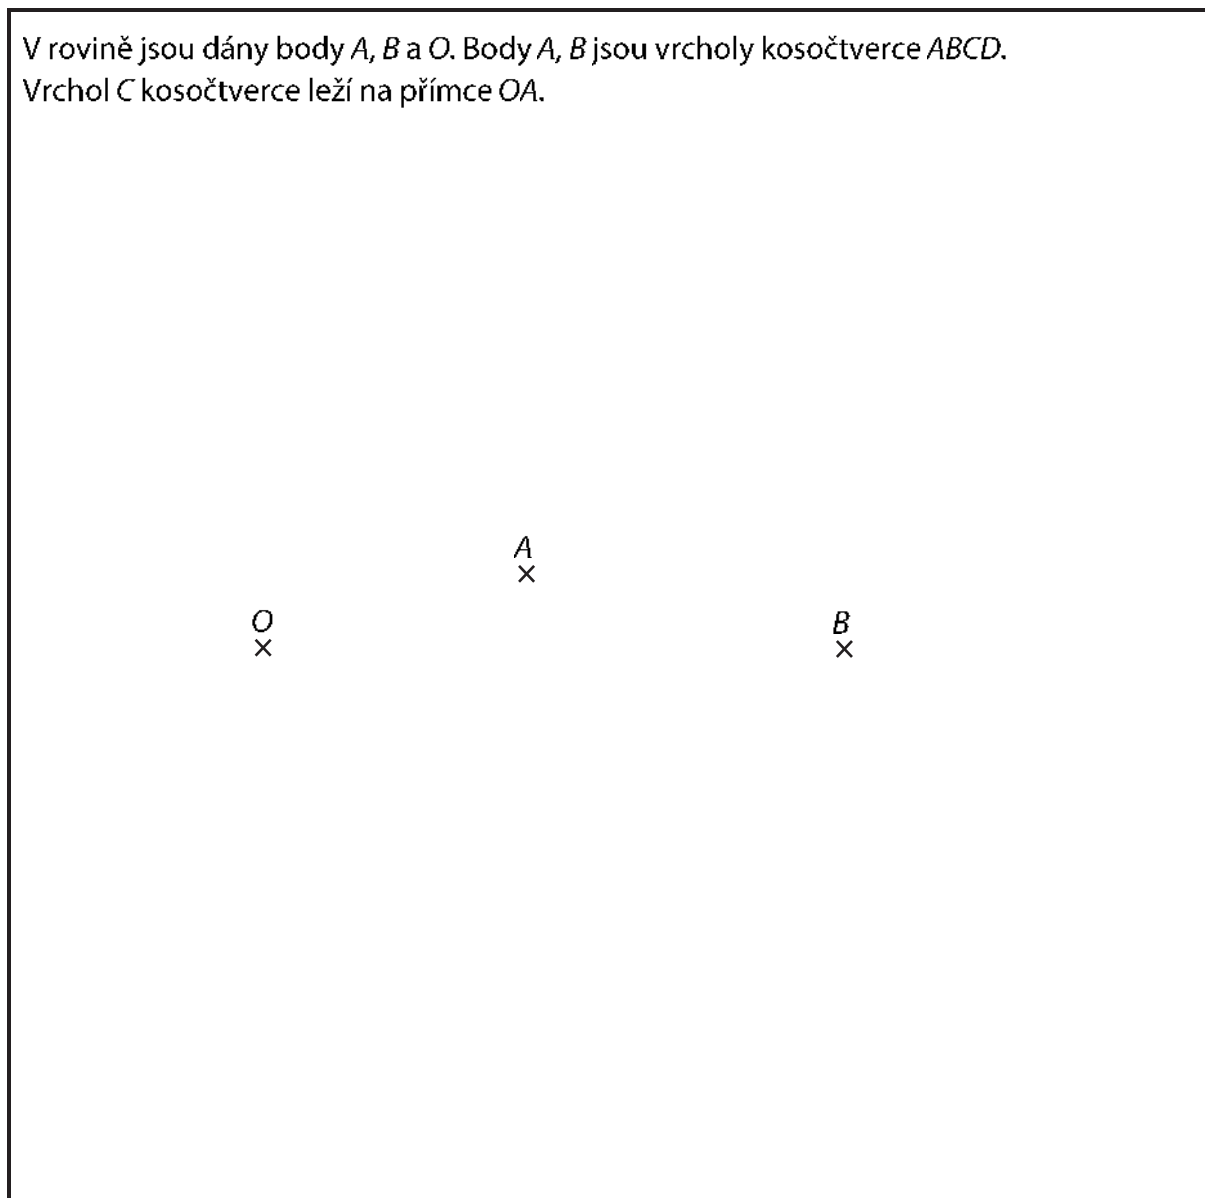 V rovině jsou dány body A, B a O. Body A, B jsou vrcholy kosočtverce ABCD.
Vrchol C kosočtverce leží na přímce OA.
A
O
B